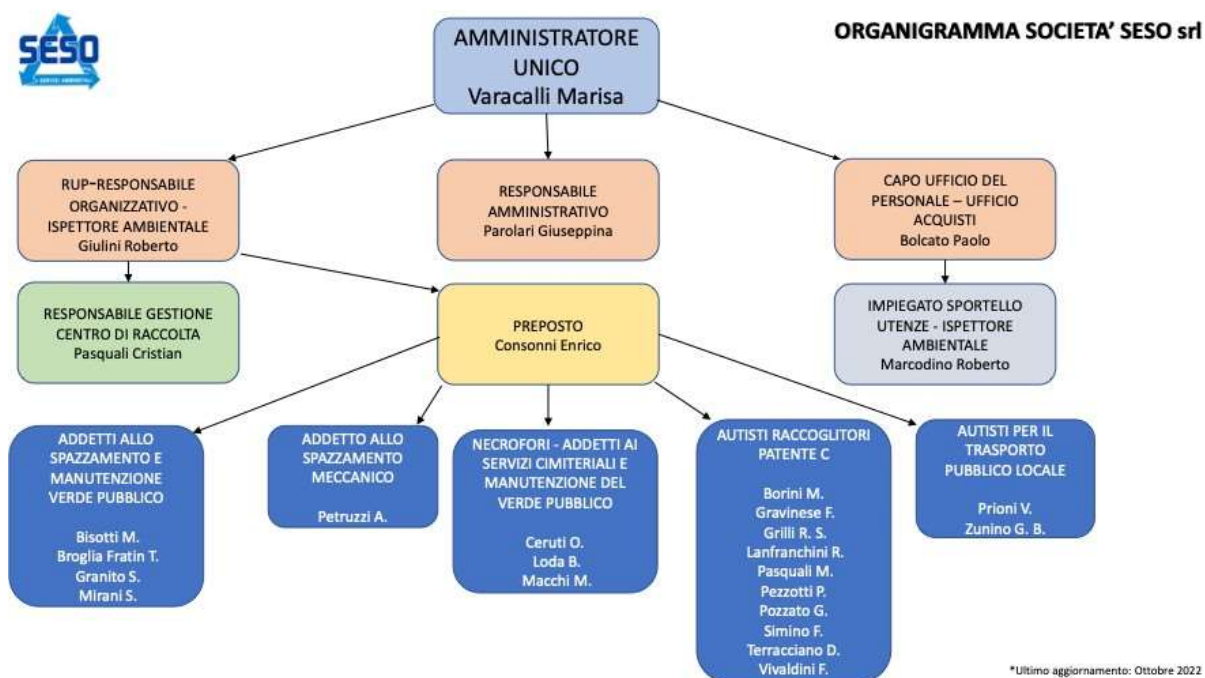 SESO
ORGANIGRAMMA SOCIETA' SESO srl
AMMINISTRATORE
UNICO
Varacalli Marisa
RUP-RESPONSABILE
ORGANIZZATIVO -
ISPETTORE AMBIENTALE
Giulini Roberto
RESPONSABILE
AMMINISTRATIVO
Parolari Giuseppina
CAPO UFFICIO DEL
PERSONALE – UFFICIO
ACQUISTI
Bolcato Paolo
RESPONSABILE GESTIONE
CENTRO DI RACCOLTA
Pasquali Cristian
PREPOSTO
Consonni Enrico
IMPIEGATO SPORTELLO
UTENZE - ISPETTORE
AMBIENTALE
Marcodino Roberto
ADDETTI ALLO
SPAZZAMENTO E
MANUTENZIONE
VERDE PUBBLICO
Bisotti M.
Broglia Fratin T.
Granito S.
Mirani S.
ADDETTO ALLO
SPAZZAMENTO
MECCANICO
Petruzzi A.
NECROFORI - ADDETTI AI
SERVIZI CIMITERIALI E
MANUTENZIONE DEL
VERDE PUBBLICO
Ceruti O.
Loda B.
Macchi M.
AUTISTI RACCOGLITORI
PATENTE C
Borini M.
Gravinese F.
Grilli R. S.
Lanfranchini R.
Pasquali M.
Pezzotti P.
Pozzato G.
Simino F.
Terracciano D.
Vivaldini F.
AUTISTI PER IL
TRASPORTO
PUBBLICO LOCALE
Prioni V.
Zunino G. B.
*Ultimo aggiornamento: Ottobre 2022